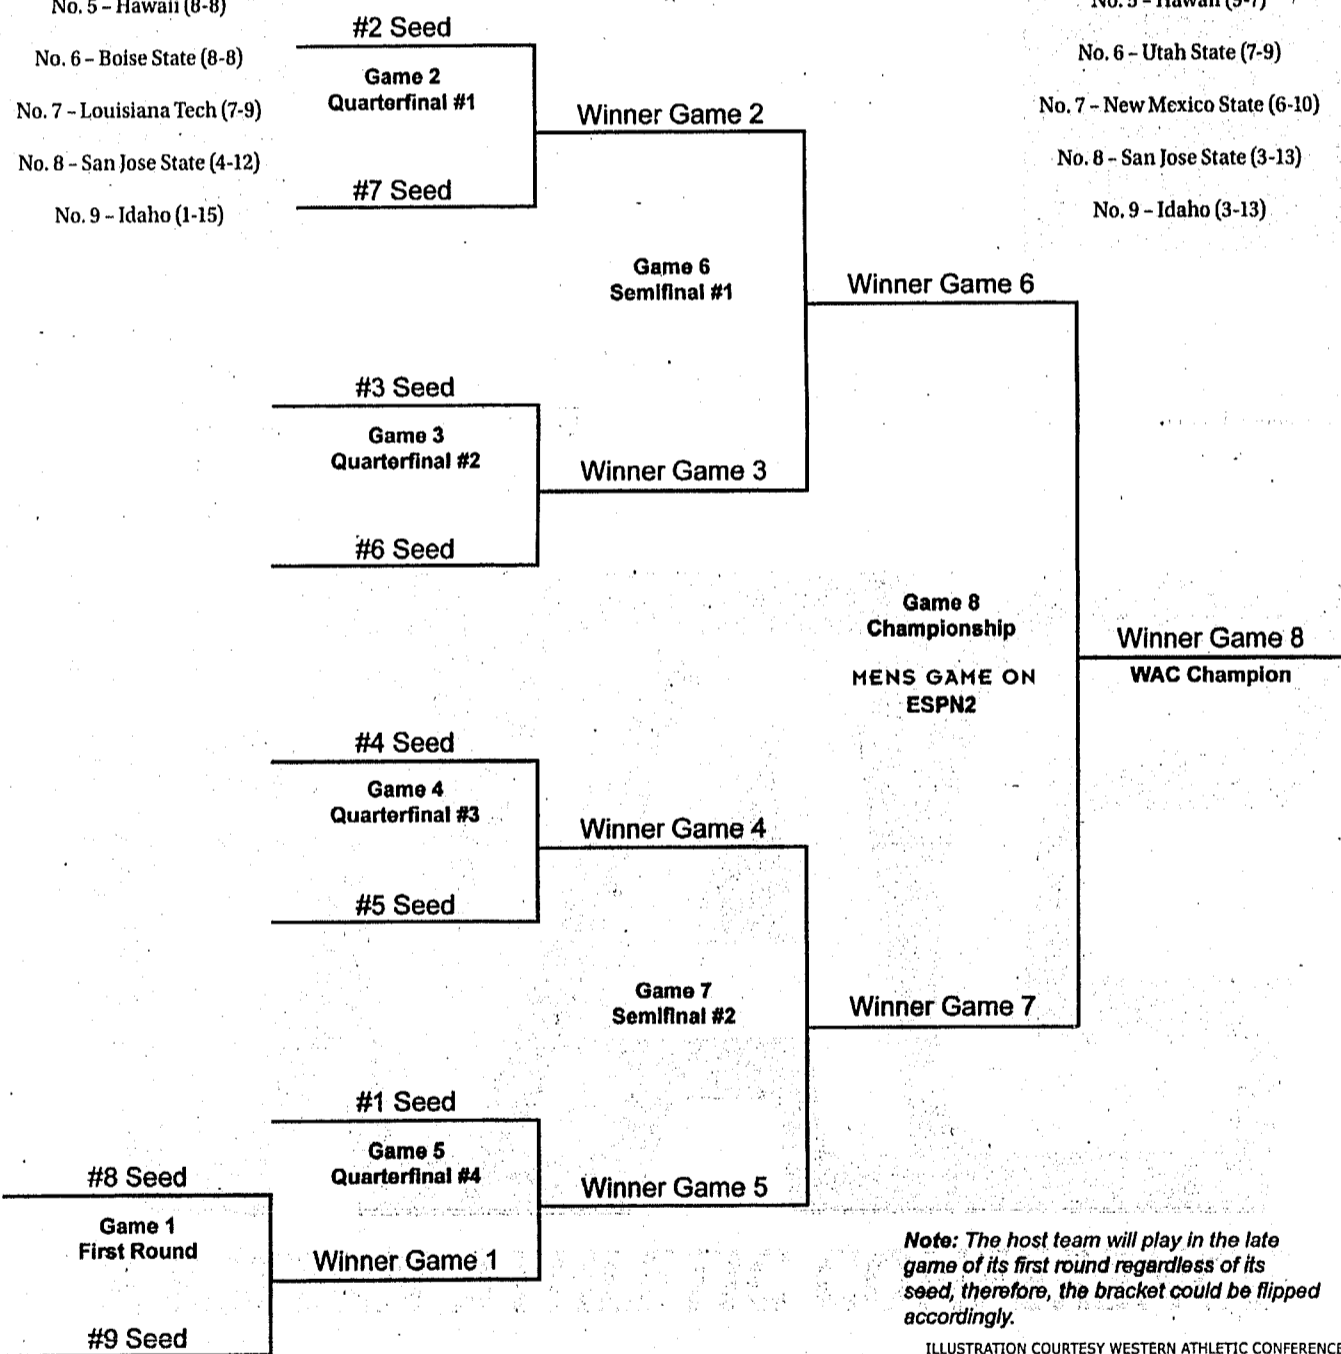 No. 5 – Hawaii (8-8)
No. 6 – Boise State (8-8)
No. 7 – Louisiana Tech (7-9)
No. 8 – San Jose State (4-12)
No. 9 – Idaho (1-15)
No. 5 – Hawaii (9-7)
No. 6 – Utah State (7-9)
No. 7 – New Mexico State (6-10)
No. 8 – San Jose State (3-13)
No. 9 – Idaho (3-13)
#2 Seed
Game 2
Quarterfinal #1
#7 Seed
Winner Game 2
Game 6
Semifinal #1
Winner Game 6
#3 Seed
Game 3
Quarterfinal #2
#6 Seed
Winner Game 3
Game 8
Championship
MENS GAME ON
ESPN2
Winner Game 8
WAC Champion
#4 Seed
Game 4
Quarterfinal #3
#5 Seed
Winner Game 4
Game 7
Semifinal #2
Winner Game 7
#1 Seed
Game 5
Quarterfinal #4
Winner Game 5
#8 Seed
Game 1
First Round
Winner Game 1
#9 Seed
Note: The host team will play in the late
game of its first round regardless of its
seed, therefore, the bracket could be flipped
accordingly.
ILLUSTRATION COURTESY WESTERN ATHLETIC CONFERENCE